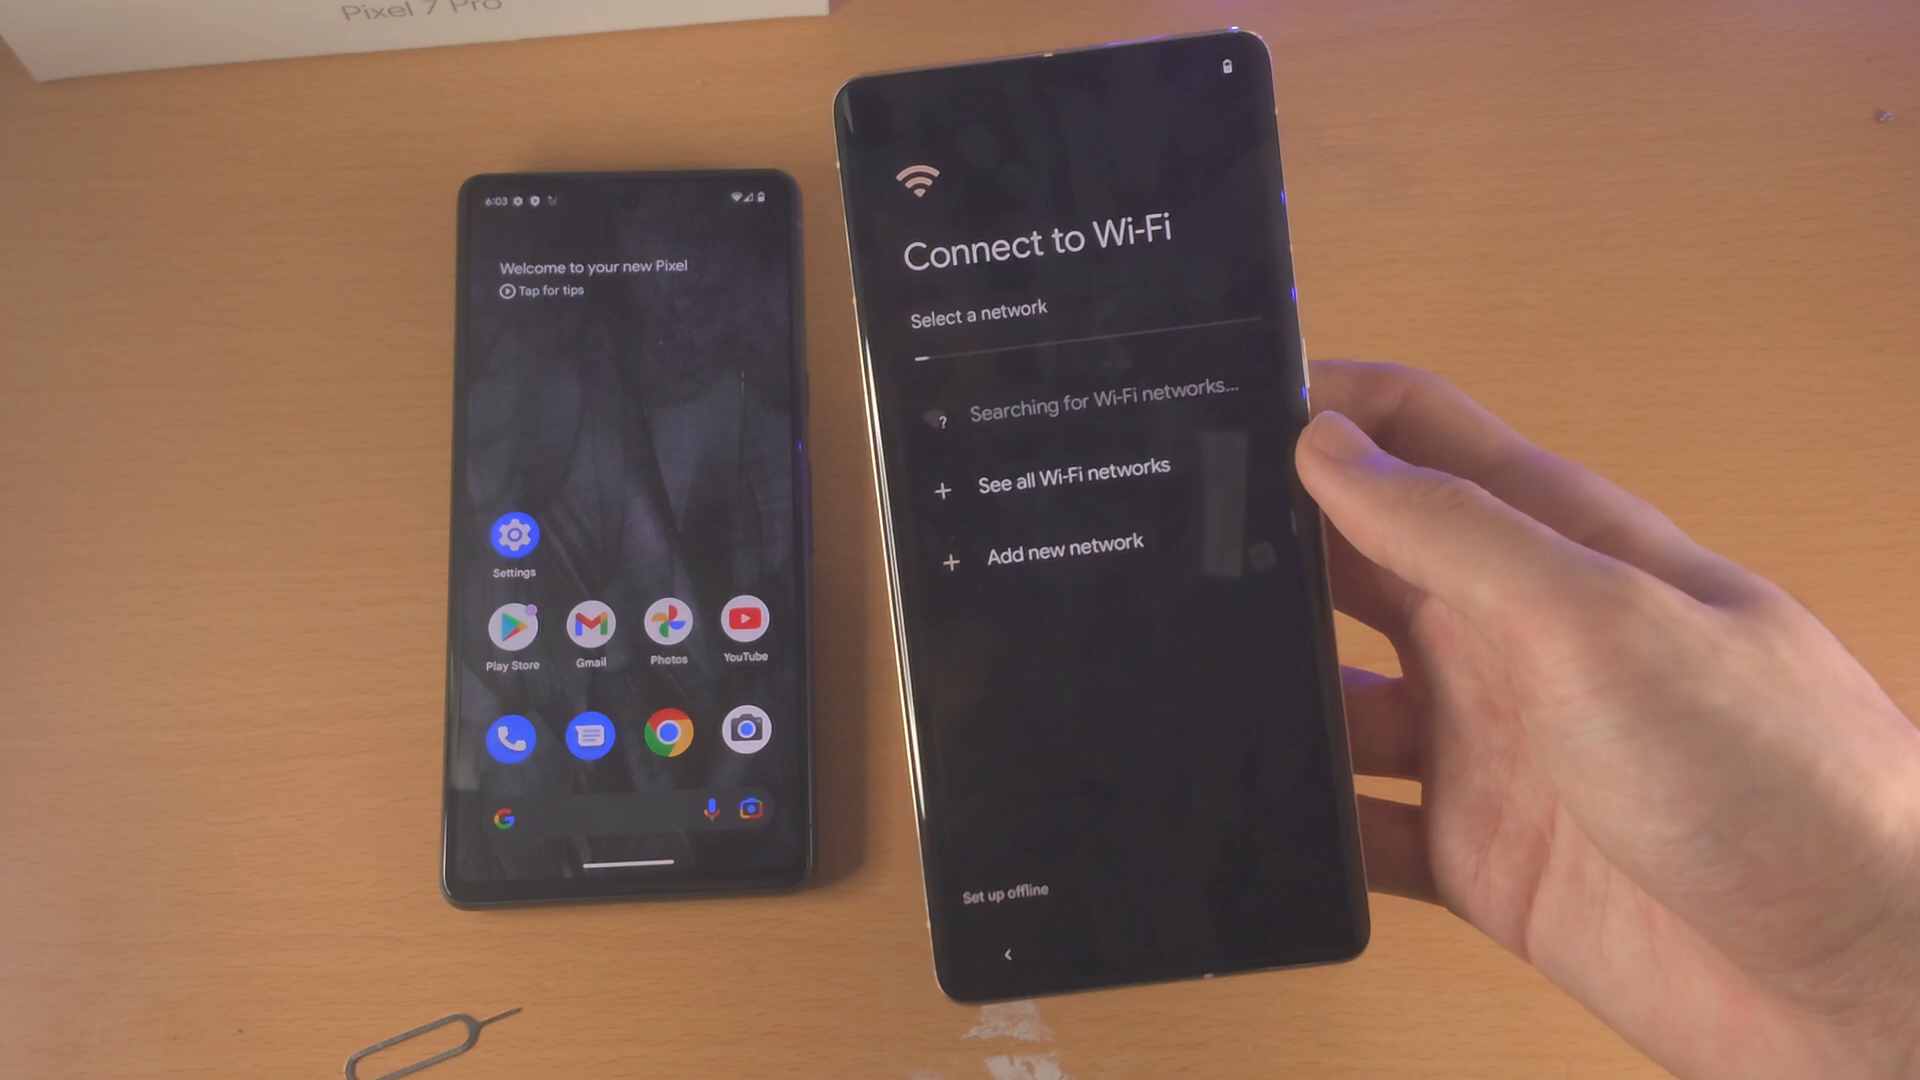 Pixel 7 Pro
6:03
Welcome to your new Pixel
Tap for tips
Settings
Play Store
Gmail
Photos
YouTube
G
Connect to Wi-Fi
Select a network
? Searching for Wi-Fi networks...
+ See all Wi-Fi networks
+ Add new network
Set up offline